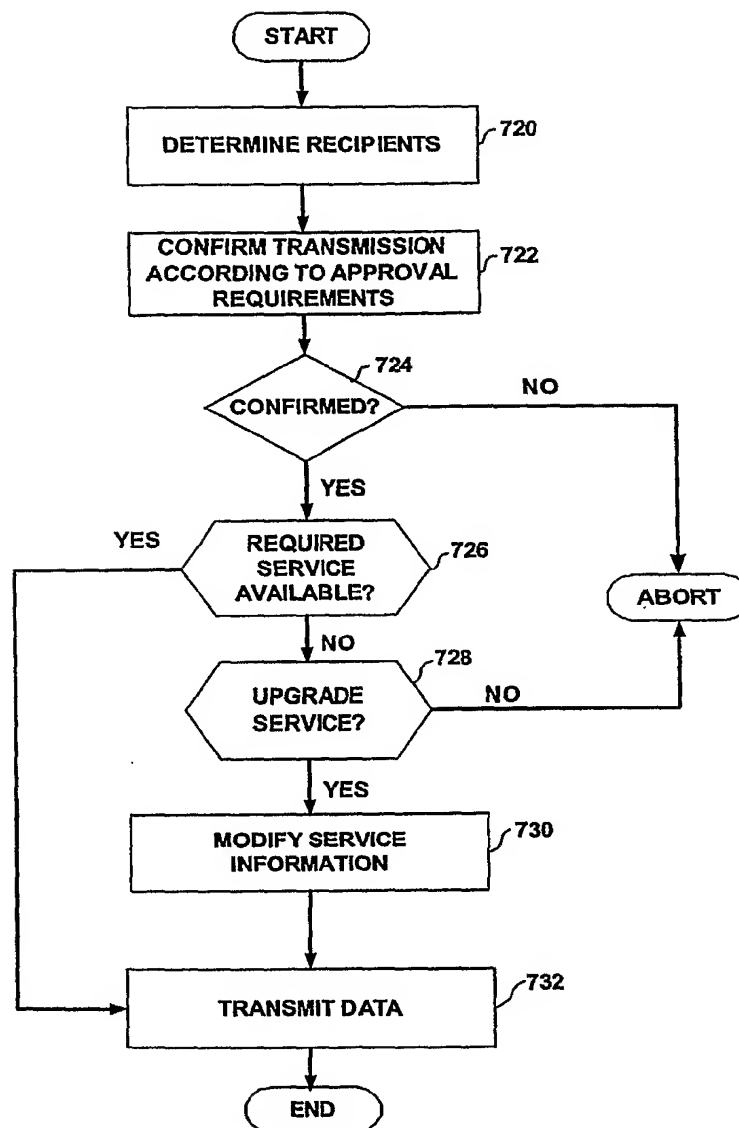 START
DETERMINE RECIPIENTS
720
CONFIRM TRANSMISSION
ACCORDING TO APPROVAL
REQUIREMENTS
722
724
CONFIRMED?
NO
YES
YES
REQUIRED
SERVICE
AVAILABLE?
726
ABORT
NO
728
UPGRADE
SERVICE?
NO
YES
MODIFY SERVICE
INFORMATION
730
TRANSMIT DATA
732
END